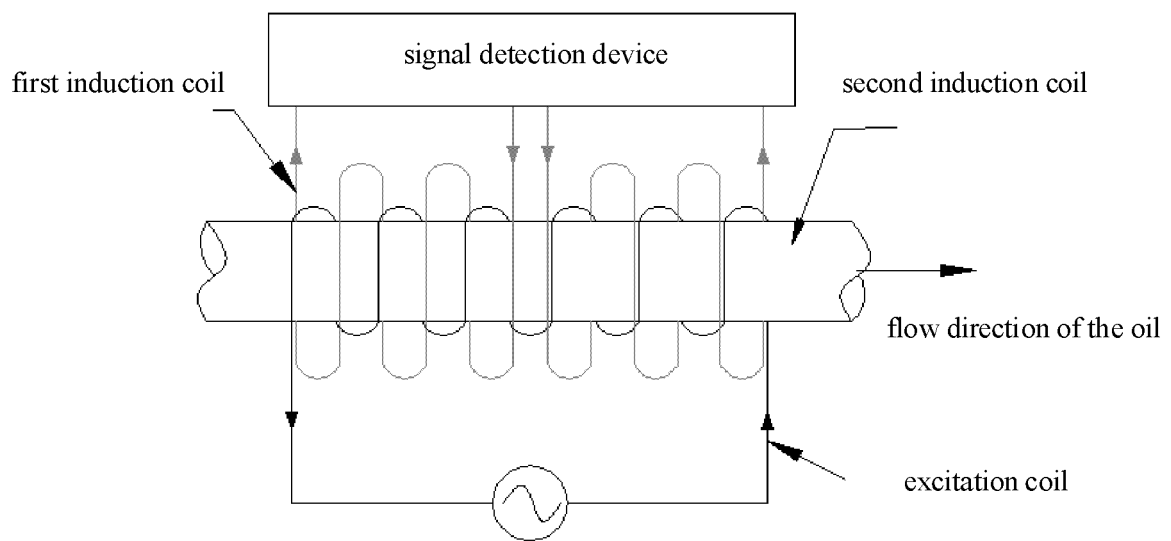 signal detection device
first induction coil
second induction coil
flow direction of the oil
excitation coil